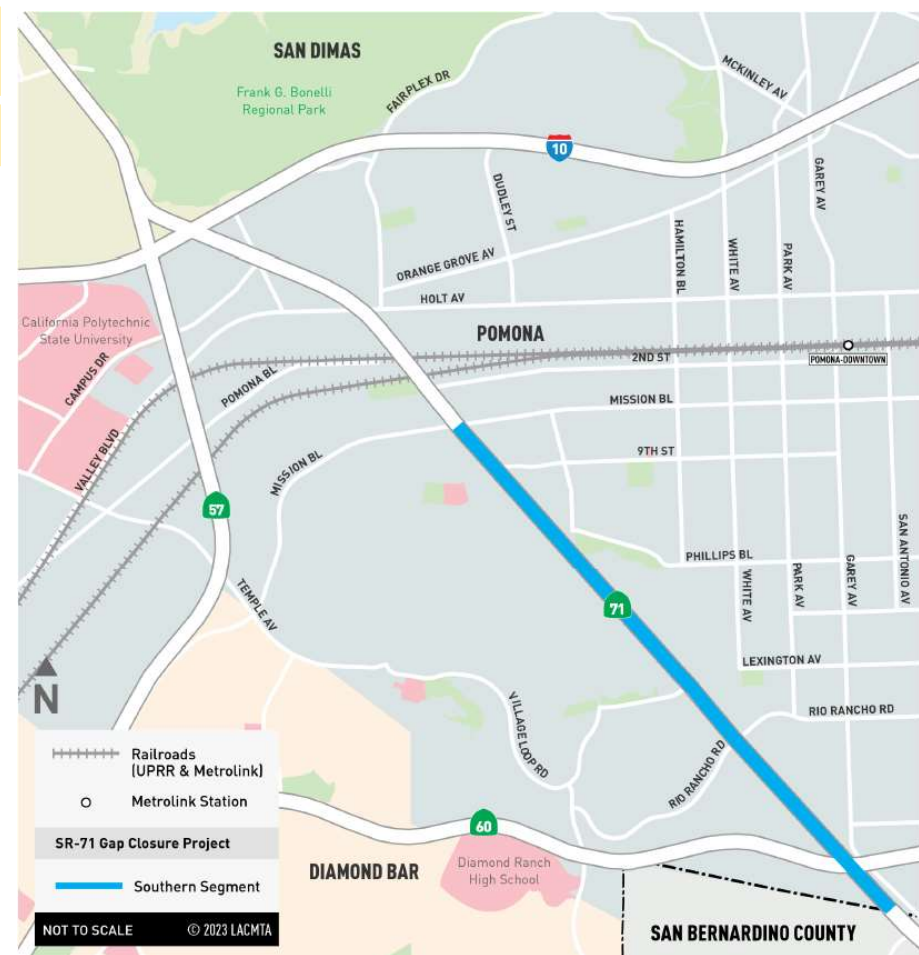 SAN DIMAS
Frank G. Bonelli
Regional Park
FAIRPLEX DR
MCKINLEY AV
10
DUDLEY ST
GAREY AV
ORANGE GROVE AV
HAMILTON BL
WHITE AV
PARK AV
HOLT AV
California Polytechnic
State University
POMONA
CAMPUS DR
POMONA BL
2ND ST
POMONA-DOWNTOWN
MISSION BL
VALLEY BLVD
MISSION BL
9TH ST
57
SAN ANTONIO AV
PHILLIPS BL
TEMPLE AV
WHITE AV
PARK AV
GAREY AV
71
LEXINGTON AV
N
VILLAGE LOOP RD
RIO RANCHO RD
RIO RANCHO RD
Railroads
(UPRR & Metrolink)
Metrolink Station
SR-71 Gap Closure Project
Southern Segment
NOT TO SCALE © 2023 LACMTA
60
DIAMOND BAR
Diamond Ranch
High School
SAN BERNARDINO COUNTY